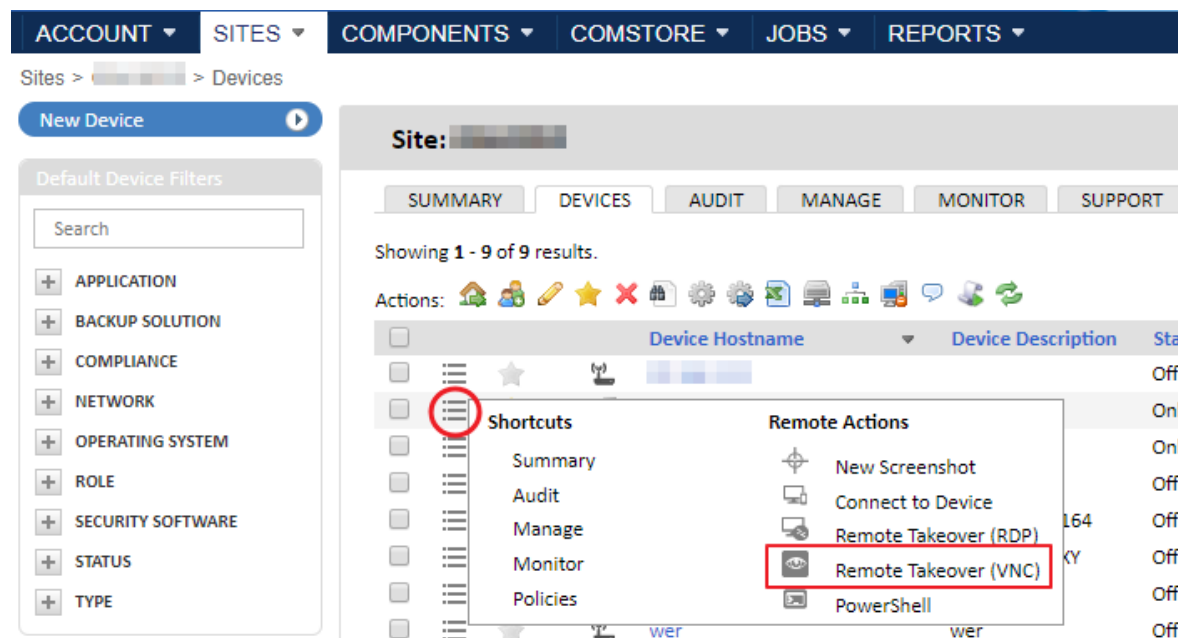 ACCOUNT SITES COMPONENTS COMSTORE JOBS REPORTS
Sites > > Devices
New Device
Site:
Default Device Filters
SUMMARY DEVICES AUDIT MANAGE MONITOR SUPPORT
Search
Showing 1 - 9 of 9 results.
APPLICATION
Actions:
BACKUP SOLUTION
Device Hostname Device Description Sta
COMPLIANCE
Off
NETWORK
Onl
Shortcuts Remote Actions
OPERATING SYSTEM
Onl
Summary New Screenshot
ROLE
Off
Audit Connect to Device
SECURITY SOFTWARE
164 Off
Manage Remote Takeover (RDP)
STATUS
XY Off
Monitor Remote Takeover (VNC)
TYPE
Off
Policies PowerShell
wer wer Off